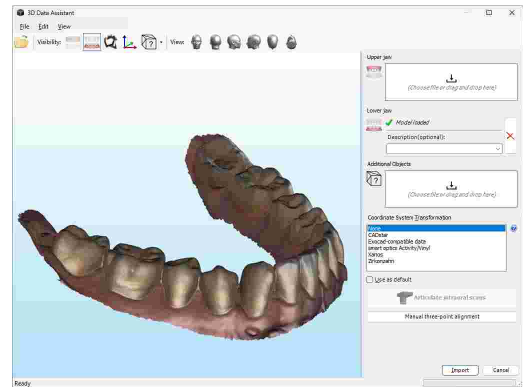 3D Data Assistant
File Edit View
Visibility: View:
Upper jaw
(Choose file or drag and drop here)
Lower jaw
Model loaded
Description(optional):
Additional Objects
(Choose file or drag and drop here)
Coordinate System Transformation
None
CADstar
Exocad-compatible data
smart optics Activity/Vinyl
Xanos
Zirkonzahn
Use as default
Articulate intraoral scans
Manual three-point alignment
Import Cancel
Ready